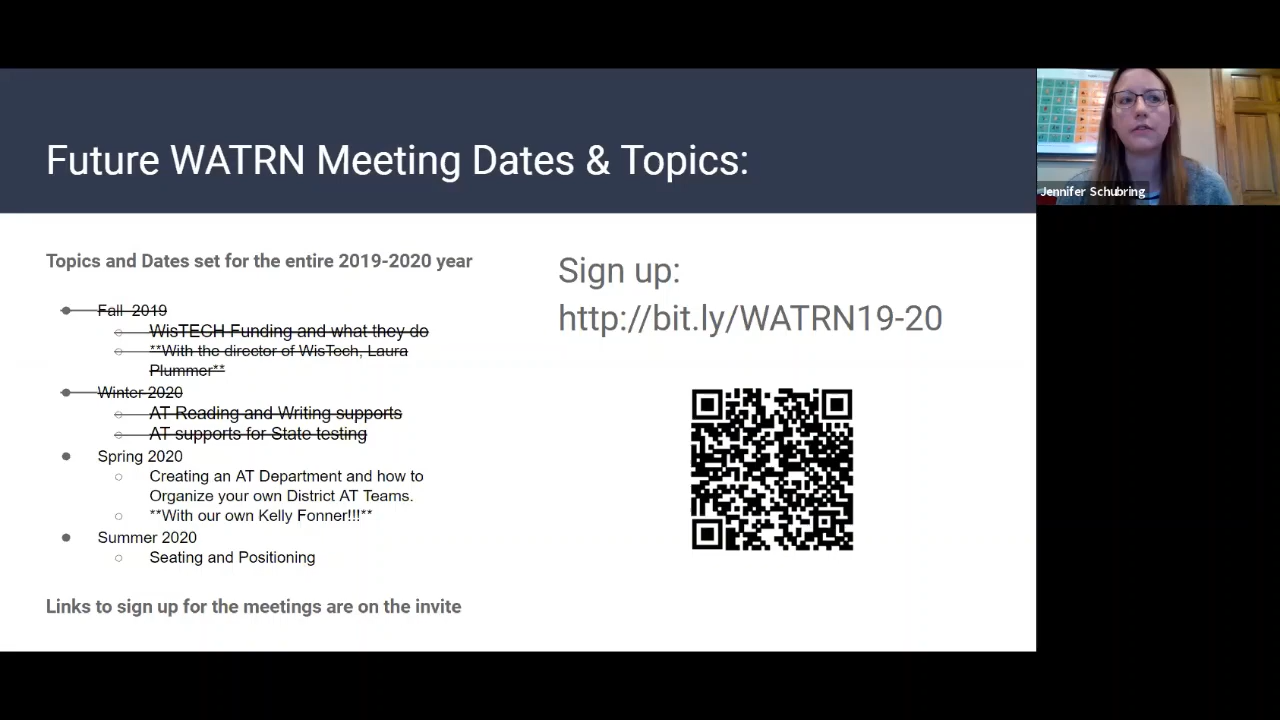 Future WATRN Meeting Dates & Topics:
Jennifer Schubring
Topics and Dates set for the entire 2019-2020 year
Fall 2019
WisTECH Funding and what they do
**With the director of WisTech, Laura
Plummer**
Winter 2020
AT Reading and Writing supports
AT supports for State testing
Spring 2020
Creating an AT Department and how to
Organize your own District AT Teams.
**With our own Kelly Fonner!!!**
Summer 2020
Seating and Positioning
Links to sign up for the meetings are on the invite
Sign up:
http://bit.ly/WATRN19-20